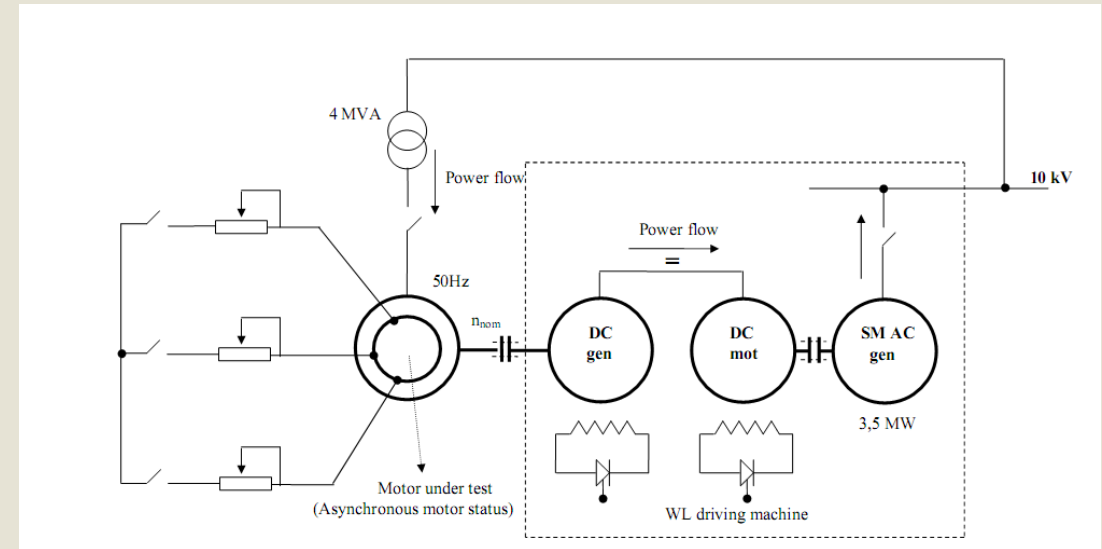 4 MVA
Power flow
10 kV
Power flow
=
50Hz
nnom
DC
gen
DC
mot
SM AC
gen
3,5 MW
Motor under test
(Asynchronous motor status)
WL driving machine